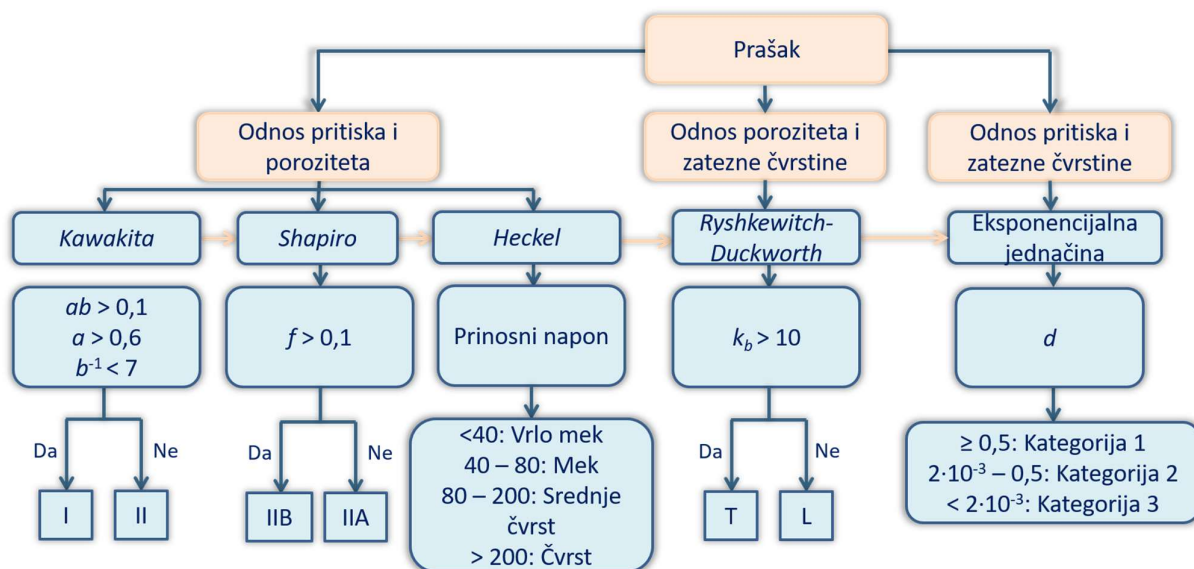 Prašak
Odnos pritiska i
poroziteta
Odnos poroziteta i
zatezne čvrstine
Odnos pritiska i
zatezne čvrstine
Kawakita
Shapiro
Heckel
Ryshkewitch-
Duckworth
Eksponencijalna
jednačina
ab > 0,1
a > 0,6
b⁻¹ < 7
f > 0,1
Prinosni napon
k_b > 10
d
Da
Ne
I
II
Da
Ne
IIB
IIA
<40: Vrlo mek
40 – 80: Mek
80 – 200: Srednje
čvrst
> 200: Čvrst
Da
Ne
T
L
≥ 0,5: Kategorija 1
2·10⁻³ – 0,5: Kategorija 2
< 2·10⁻³: Kategorija 3